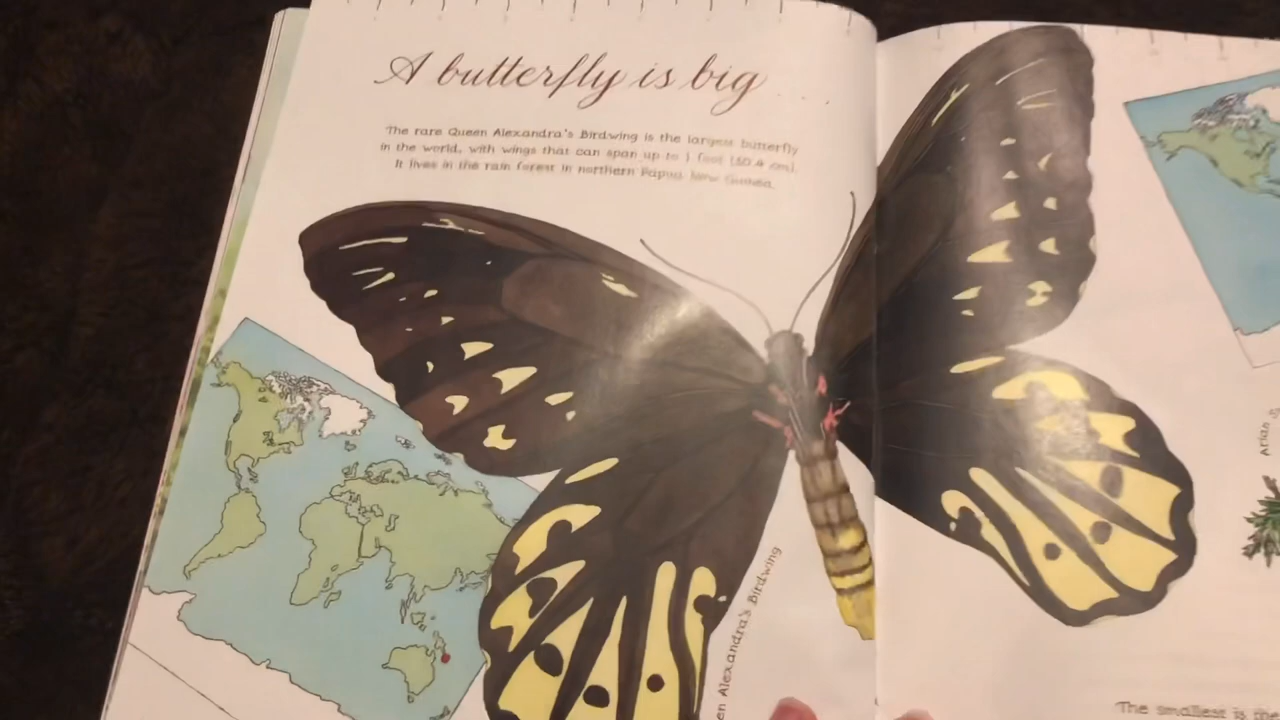 A butterfly is big . . . .
The rare Queen Alexandra's Birdwing is the largest butterfly
in the world, with wings that can span up to 1 foot (30.4 cm).
It lives in the rain forest in northern Papua New Guinea.
en Alexandra's Birdwing
Arian S
The smallest is the